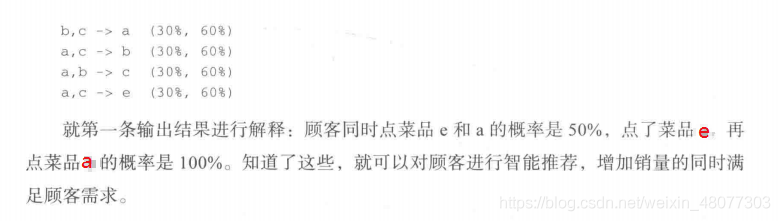 b,c -> a (30%, 60%)
a,c -> b (30%, 60%)
a,b -> c (30%, 60%)
a,c -> e (30%, 60%)
就第一条输出结果进行解释：顾客同时点菜品 e 和 a 的概率是 50%，点了菜品 e。再
点菜品 a 的概率是 100%。知道了这些，就可以对顾客进行智能推荐，增加销量的同时满
足顾客需求。
https://blog.csdn.net/weixin_48077303